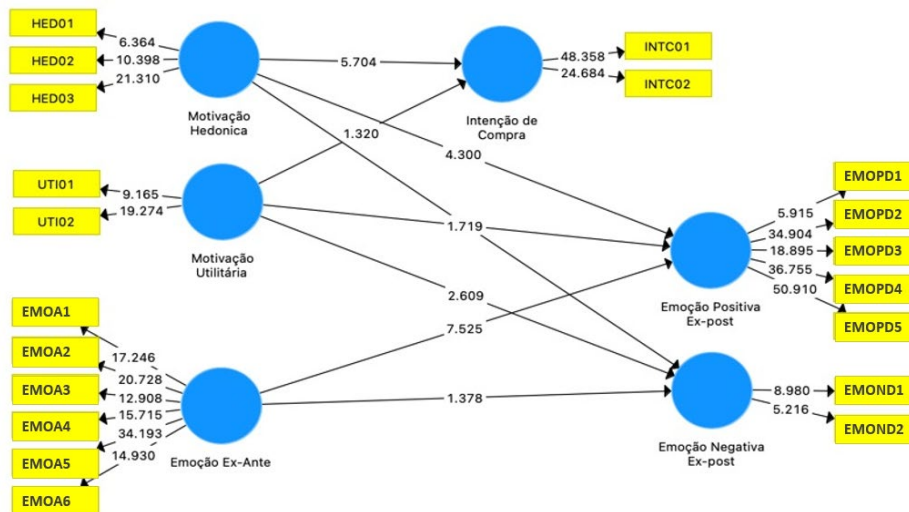 HED01
HED02
HED03
6.364
10.398
21.310
Motivação
Hedonica
5.704
Intenção de
Compra
48.358
24.684
INTC01
INTC02
1.320
4.300
UTI01
UTI02
9.165
19.274
Motivação
Utilitária
1.719
2.609
7.525
1.378
Emoção Positiva
Ex-post
5.915
34.904
18.895
36.755
50.910
EMOPD1
EMOPD2
EMOPD3
EMOPD4
EMOPD5
EMOA1
EMOA2
EMOA3
EMOA4
EMOA5
EMOA6
17.246
20.728
12.908
15.715
34.193
14.930
Emoção Ex-Ante
Emoção Negativa
Ex-post
8.980
5.216
EMOND1
EMOND2